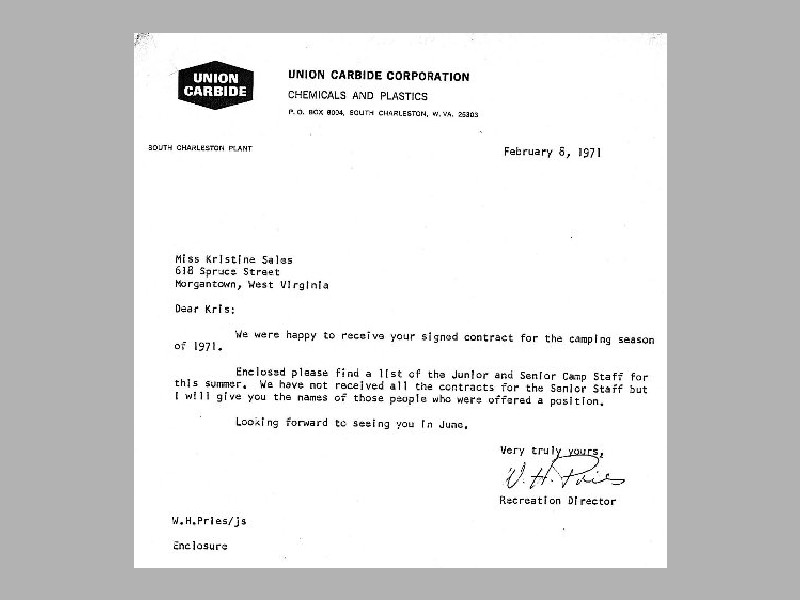 UNION
CARBIDE
UNION CARBIDE CORPORATION
CHEMICALS AND PLASTICS
P. O. BOX 8004, SOUTH CHARLESTON, W. VA. 25303
SOUTH CHARLESTON PLANT
February 8, 1971
Miss Kristine Sales
618 Spruce Street
Morgantown, West Virginia
Dear Kris:
We were happy to receive your signed contract for the camping season
of 1971.
Enclosed please find a list of the Junior and Senior Camp Staff for
this summer. We have not received all the contracts for the Senior Staff but
I will give you the names of those people who were offered a position.
Looking forward to seeing you in June.
Very truly yours,
W. H. Pries
Recreation Director
W.H.Pries/js
Enclosure